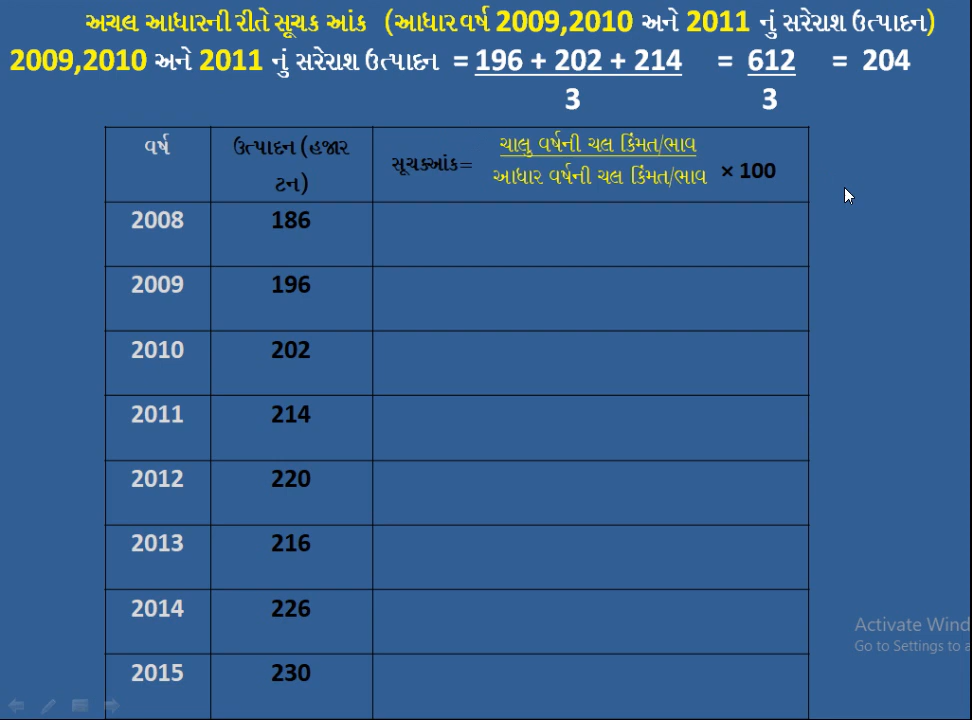 અચલ આધારની રીતે સૂચક આંક (આધાર વર્ષ 2009,2010 અને 2011 નું સરેરાશ ઉત્પાદન)
2009,2010 અને 2011 નું સરેરાશ ઉત્પાદન = 196 + 202 + 214 = 612 = 204
3 3
વર્ષ ઉત્પાદન (હજાર ટન) સૂચકઆંક= ચાલુ વર્ષની ચલ કિંમત/ભાવ
આધાર વર્ષની ચલ કિંમત/ભાવ × 100
2008 186
2009 196
2010 202
2011 214
2012 220
2013 216
2014 226
2015 230
Activate Wind
Go to Settings to a